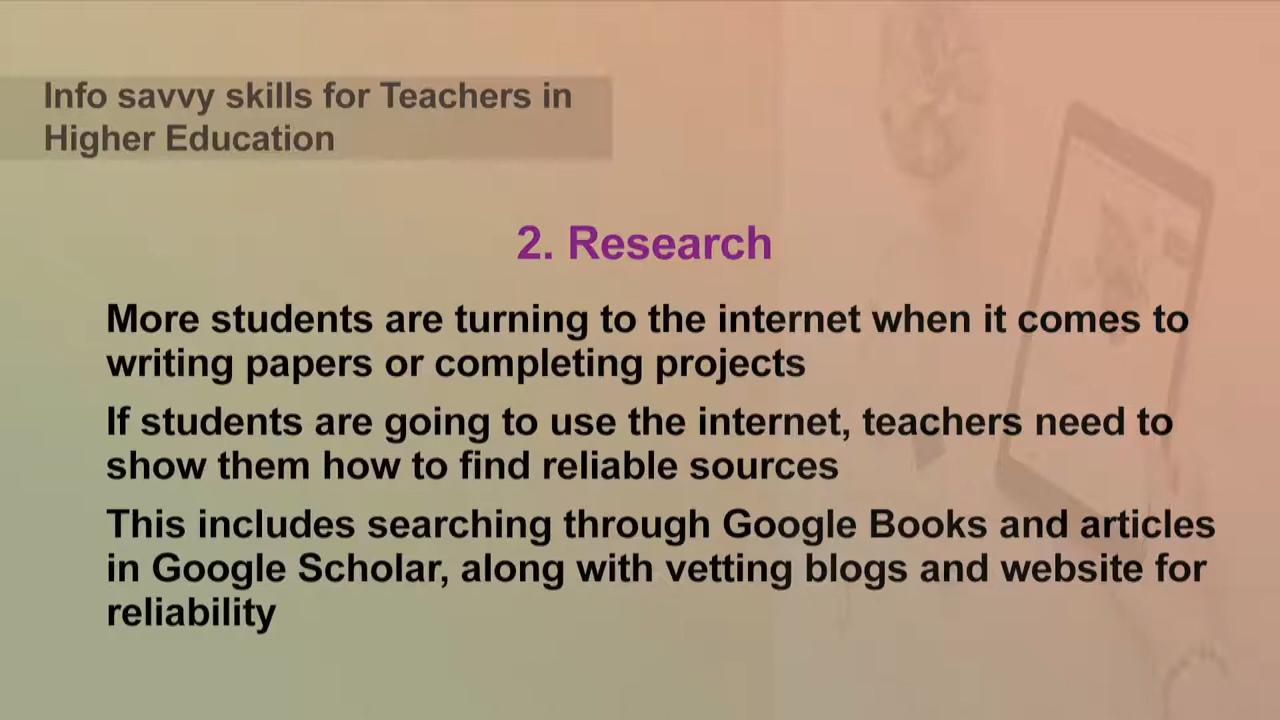 Info savvy skills for Teachers in
Higher Education
2. Research
More students are turning to the internet when it comes to
writing papers or completing projects
If students are going to use the internet, teachers need to
show them how to find reliable sources
This includes searching through Google Books and articles
in Google Scholar, along with vetting blogs and website for
reliability